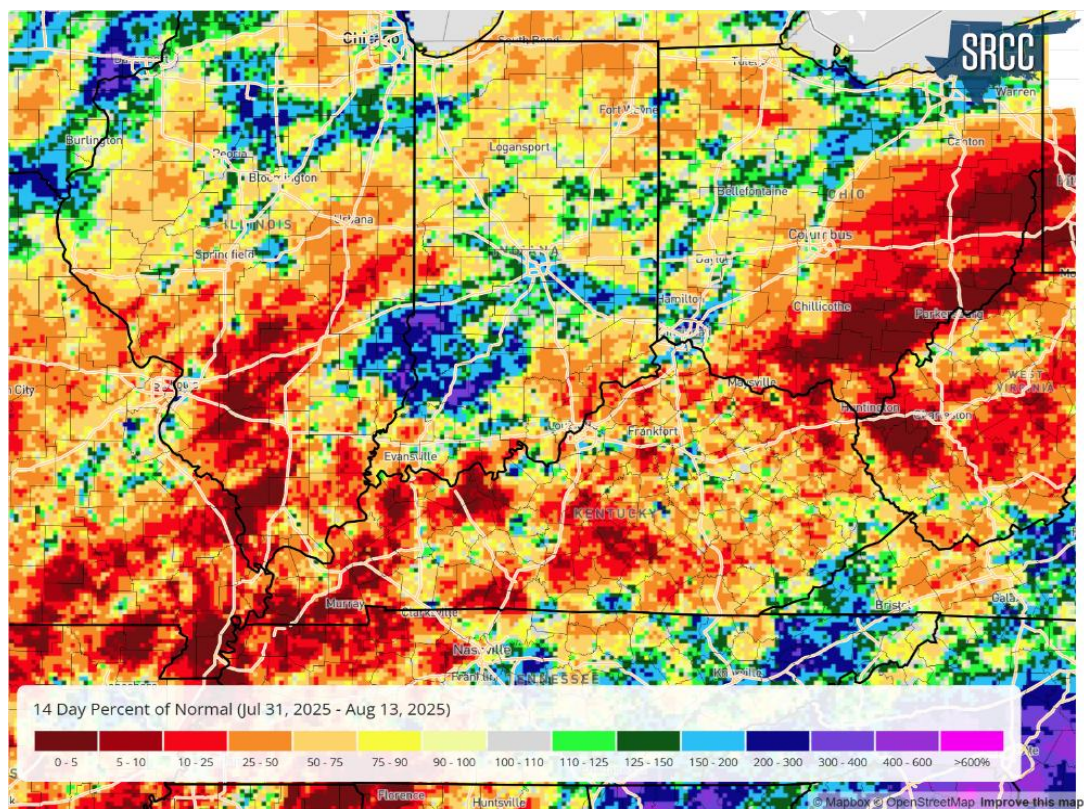 Chicago
South Bend
Toledo
SRCC
Warren
Fort Wayne
Burlington
Logansport
Canton
Peoria
Bloomington
Bellefontaine
OHIO
ILLINOIS
Urbana
Columbus
Springfield
INDIANA
Dayton
Hamilton
Chillicothe
Parkersburg
WEST
VIRGINIA
Maysville
Huntington
Charleston
Frankfort
Evansville
KENTUCKY
Murray
Clarksville
Bristol
Nashville
Franklin
TENNESSEE
14 Day Percent of Normal (Jul 31, 2025 - Aug 13, 2025)
0 - 5 5 - 10 10 - 25 25 - 50 50 - 75 75 - 90 90 - 100 100 - 110 110 - 125 125 - 150 150 - 200 200 - 300 300 - 400 400 - 600 >600%
Florence
Huntsville
© Mapbox © OpenStreetMap Improve this map